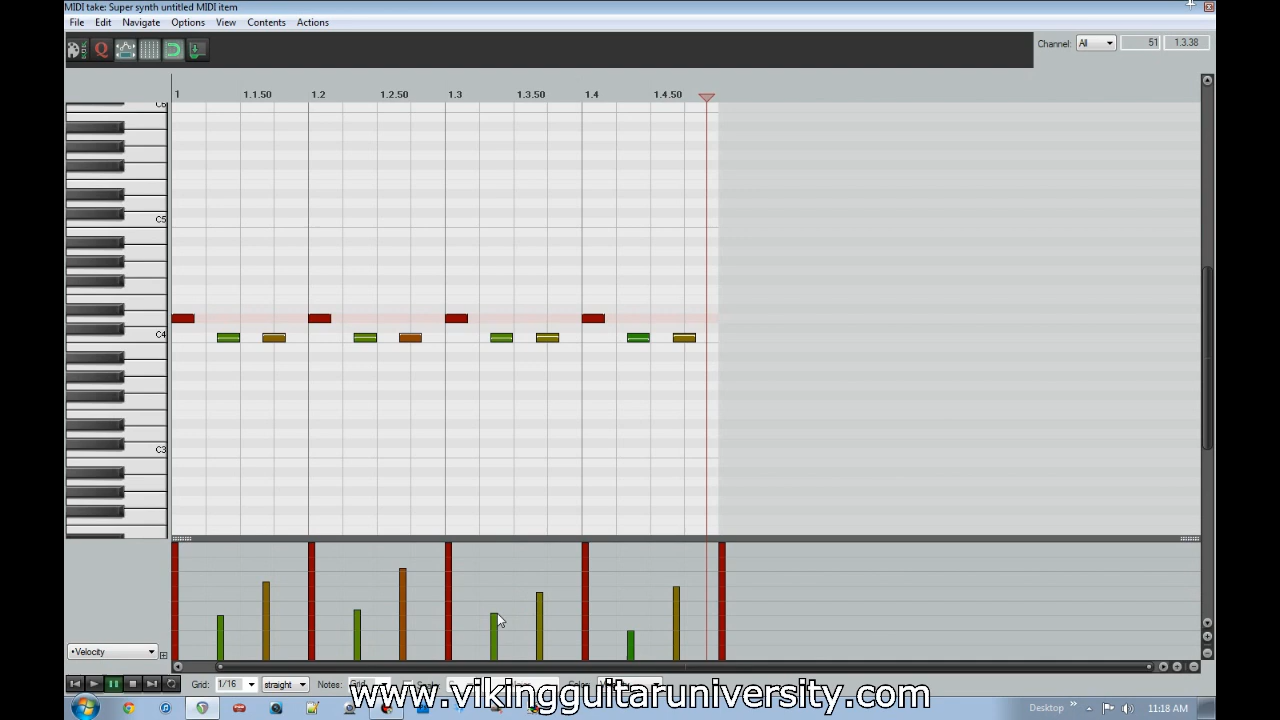 MIDI take: Super synth untitled MIDI item
File Edit Navigate Options View Contents Actions
Q Channel: All 51 1.3.38
1 1.1.50 1.2 1.2.50 1.3 1.3.50 1.4 1.4.50
C6
C5
C4
C3
•Velocity
Grid: 1/16 straight Notes: Grid
www.vikingguitaruniversity.com
Desktop » 11:18 AM